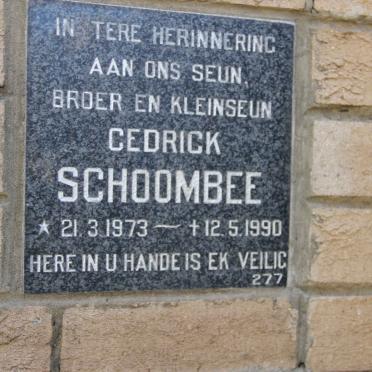 IN TERE HERINNERING
AAN ONS SEUN,
BROER EN KLEINSEUN
CEDRICK
SCHOOMBEE
* 21.3.1973 — +12.5.1990
HERE IN U HANDE IS EK VEILIG
277